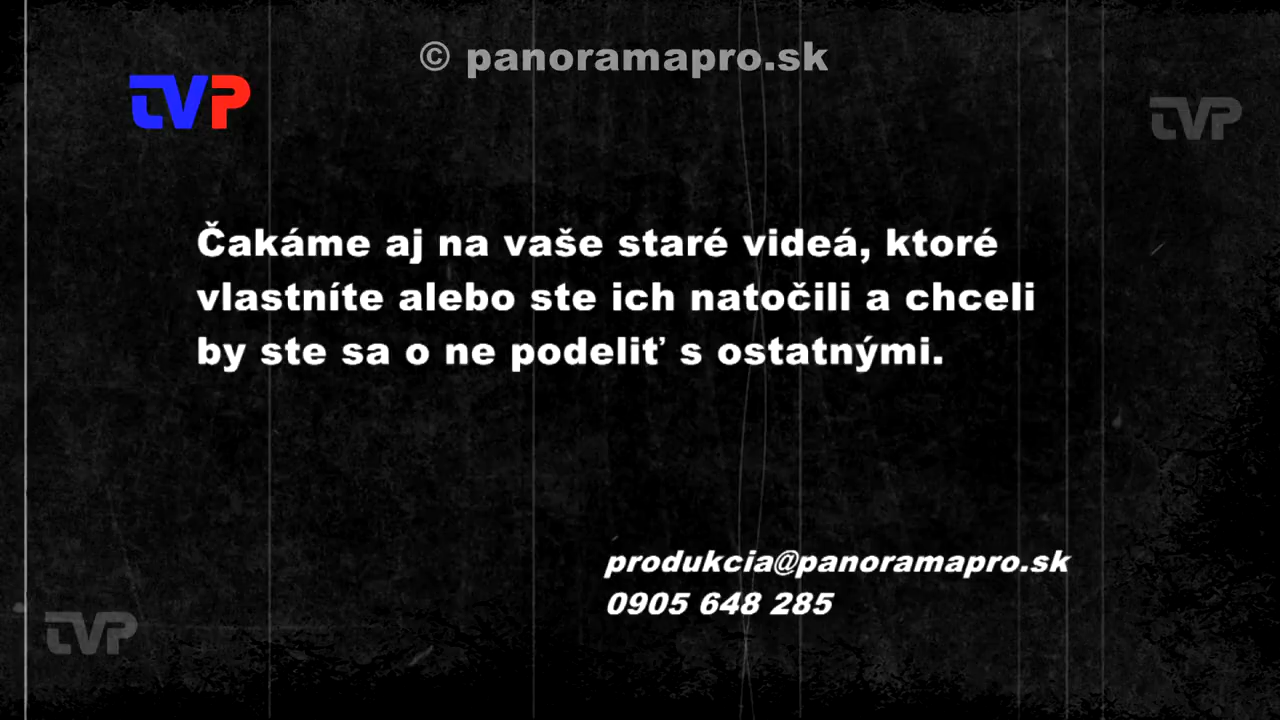 © panoramapro.sk
TVP
TVP
Čakáme aj na vaše staré videá, ktoré
vlastníte alebo ste ich natočili a chceli
by ste sa o ne podeliť s ostatnými.
produkcia@panoramapro.sk
0905 648 285
TVP